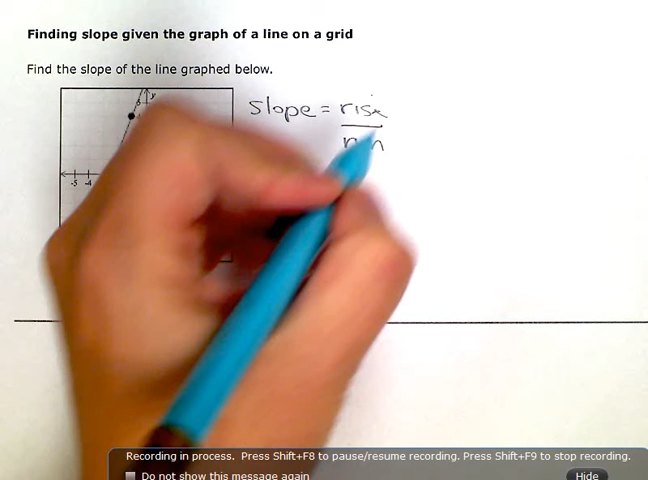 Finding slope given the graph of a line on a grid
Find the slope of the line graphed below.
y
slope = rise
-5 -4
Recording in process. Press Shift+F8 to pause/resume recording. Press Shift+F9 to stop recording.
Do not show this message again
Hide